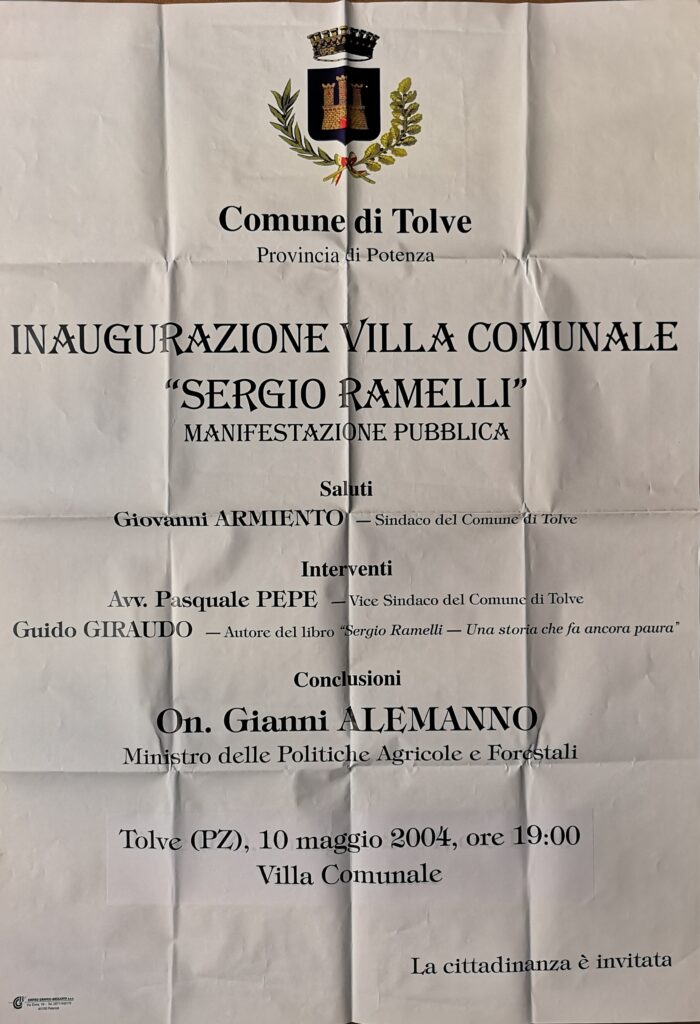 Comune di Tolve
Provincia di Potenza
INAUGURAZIONE VILLA COMUNALE
“SERGIO RAMELLI”
MANIFESTAZIONE PUBBLICA
Saluti
Giovanni ARMIENTO — Sindaco del Comune di Tolve
Interventi
Avv. Pasquale PEPE — Vice Sindaco del Comune di Tolve
Guido GIRAUDO — Autore del libro “Sergio Ramelli — Una storia che fa ancora paura”
Conclusioni
On. Gianni ALEMANNO
Ministro delle Politiche Agricole e Forestali
Tolve (PZ), 10 maggio 2004, ore 19:00
Villa Comunale
La cittadinanza è invitata